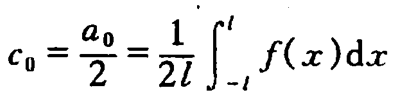 c₀ = a₀/2 = 1/2l ∫₋ₗˡ f(x)dx